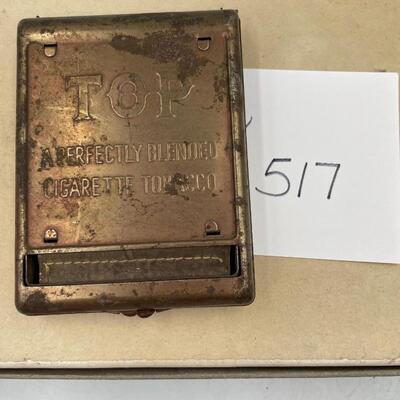 TOP
A PERFECTLY BLENDED
CIGARETTE TOBACCO
517